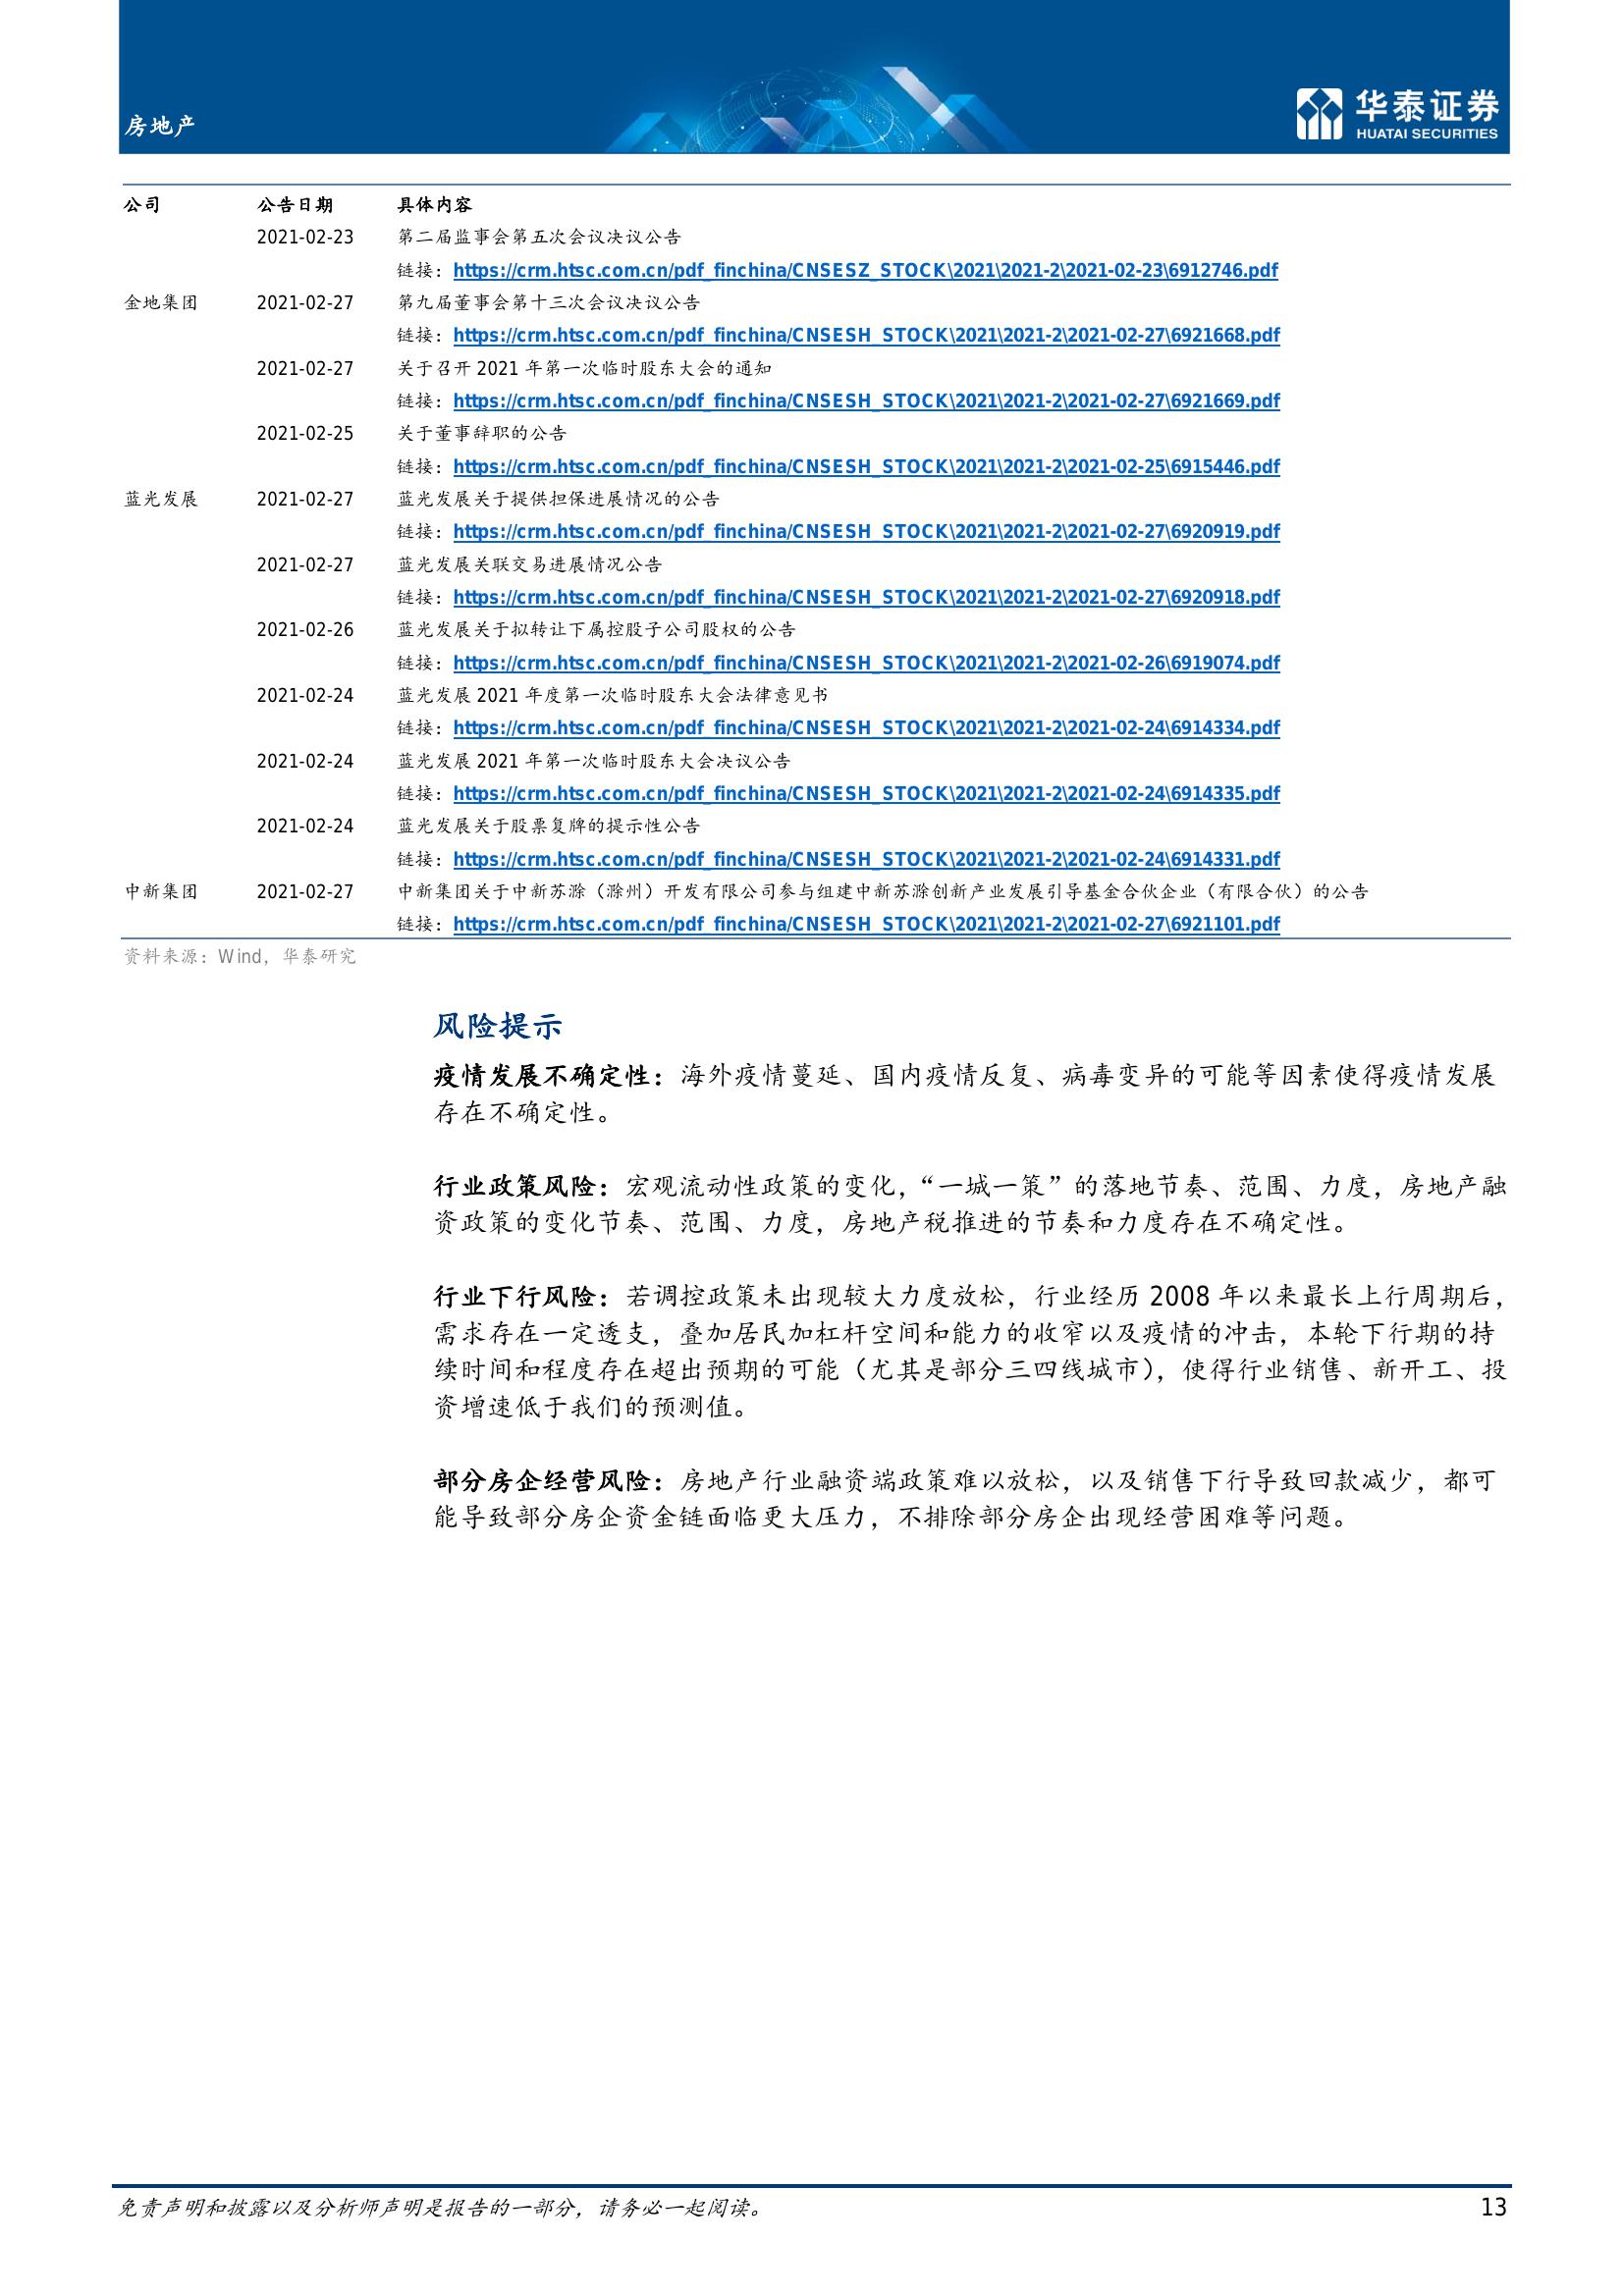 房地产
华泰证券
HUATAI SECURITIES
公司 公告日期 具体内容
2021-02-23 第二届监事会第五次会议决议公告
链接：https://crm.htsc.com.cn/pdf_finchina/CNSESZ_STOCK\2021\2021-2\2021-02-23\6912746.pdf
金地集团 2021-02-27 第九届董事会第十三次会议决议公告
链接：https://crm.htsc.com.cn/pdf_finchina/CNSESH_STOCK\2021\2021-2\2021-02-27\6921668.pdf
2021-02-27 关于召开 2021 年第一次临时股东大会的通知
链接：https://crm.htsc.com.cn/pdf_finchina/CNSESH_STOCK\2021\2021-2\2021-02-27\6921669.pdf
2021-02-25 关于董事辞职的公告
链接：https://crm.htsc.com.cn/pdf_finchina/CNSESH_STOCK\2021\2021-2\2021-02-25\6915446.pdf
蓝光发展 2021-02-27 蓝光发展关于提供担保进展情况的公告
链接：https://crm.htsc.com.cn/pdf_finchina/CNSESH_STOCK\2021\2021-2\2021-02-27\6920919.pdf
2021-02-27 蓝光发展关联交易进展情况公告
链接：https://crm.htsc.com.cn/pdf_finchina/CNSESH_STOCK\2021\2021-2\2021-02-27\6920918.pdf
2021-02-26 蓝光发展关于拟转让下属控股子公司股权的公告
链接：https://crm.htsc.com.cn/pdf_finchina/CNSESH_STOCK\2021\2021-2\2021-02-26\6919074.pdf
2021-02-24 蓝光发展 2021 年度第一次临时股东大会法律意见书
链接：https://crm.htsc.com.cn/pdf_finchina/CNSESH_STOCK\2021\2021-2\2021-02-24\6914334.pdf
2021-02-24 蓝光发展 2021 年第一次临时股东大会决议公告
链接：https://crm.htsc.com.cn/pdf_finchina/CNSESH_STOCK\2021\2021-2\2021-02-24\6914335.pdf
2021-02-24 蓝光发展关于股票复牌的提示性公告
链接：https://crm.htsc.com.cn/pdf_finchina/CNSESH_STOCK\2021\2021-2\2021-02-24\6914331.pdf
中新集团 2021-02-27 中新集团关于中新苏滁（滁州）开发有限公司参与组建中新苏滁创新产业发展引导基金合伙企业（有限合伙）的公告
链接：https://crm.htsc.com.cn/pdf_finchina/CNSESH_STOCK\2021\2021-2\2021-02-27\6921101.pdf
资料来源：Wind，华泰研究
风险提示
疫情发展不确定性：海外疫情蔓延、国内疫情反复、病毒变异的可能等因素使得疫情发展
存在不确定性。
行业政策风险：宏观流动性政策的变化，“一城一策”的落地节奏、范围、力度，房地产融
资政策的变化节奏、范围、力度，房地产税推进的节奏和力度存在不确定性。
行业下行风险：若调控政策未出现较大力度放松，行业经历 2008 年以来最长上行周期后，
需求存在一定透支，叠加居民加杠杆空间和能力的收窄以及疫情的冲击，本轮下行期的持
续时间和程度存在超出预期的可能（尤其是部分三四线城市），使得行业销售、新开工、投
资增速低于我们的预测值。
部分房企经营风险：房地产行业融资端政策难以放松，以及销售下行导致回款减少，都可
能导致部分房企资金链面临更大压力，不排除部分房企出现经营困难等问题。
免责声明和披露以及分析师声明是报告的一部分，请务必一起阅读。 13